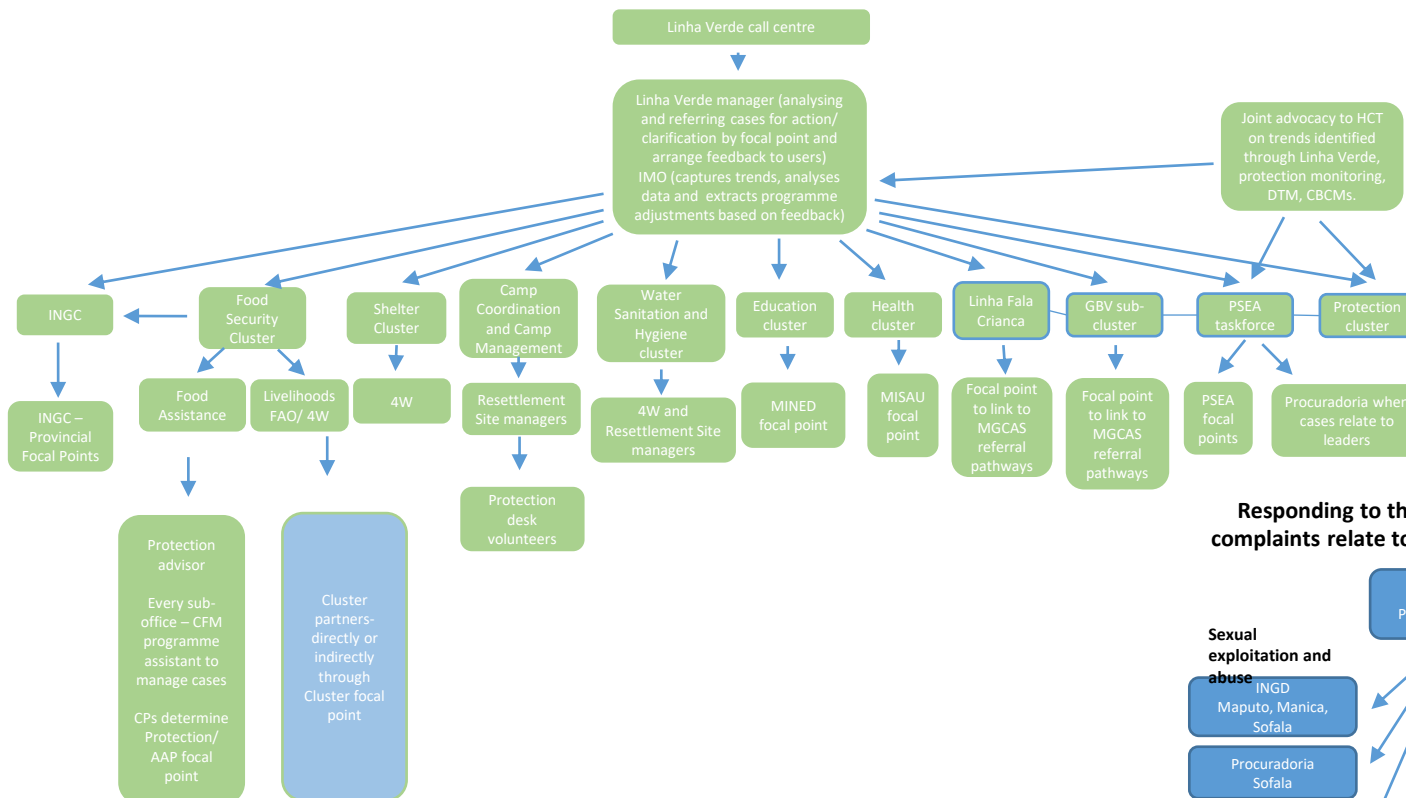 Linha Verde call centre
Linha Verde manager (analysing
and referring cases for action/
clarification by focal point and
arrange feedback to users)
IMO (captures trends, analyses
data and extracts programme
adjustments based on feedback)
Joint advocacy to HCT
on trends identified
through Linha Verde,
protection monitoring,
DTM, CBCMs.
INGC
Food
Security
Cluster
Shelter
Cluster
Camp
Coordination
and Camp
Management
Water
Sanitation and
Hygiene
cluster
Education
cluster
Health
cluster
Linha Fala
Crianca
GBV sub-
cluster
PSEA
taskforce
Protection
cluster
INGC –
Provincial
Focal Points
Food
Assistance
Livelihoods
FAO/ 4W
4W
Resettlement
Site managers
4W and
Resettlement Site
managers
MINED
focal point
MISAU
focal
point
Focal point
to link to
MGCAS
referral
pathways
Focal point
to link to
MGCAS
referral
pathways
PSEA
focal
points
Procuradoria when
cases relate to
leaders
Protection
desk
volunteers
Protection
advisor
Every sub-
office – CFM
programme
assistant to
manage cases
CPs determine
Protection/
AAP focal
point
Cluster
partners-
directly or
indirectly
through
Cluster focal
point
Responding to th
complaints relate to
P
Sexual
exploitation and
abuse
INGD
Maputo, Manica,
Sofala
Procuradoria
Sofala